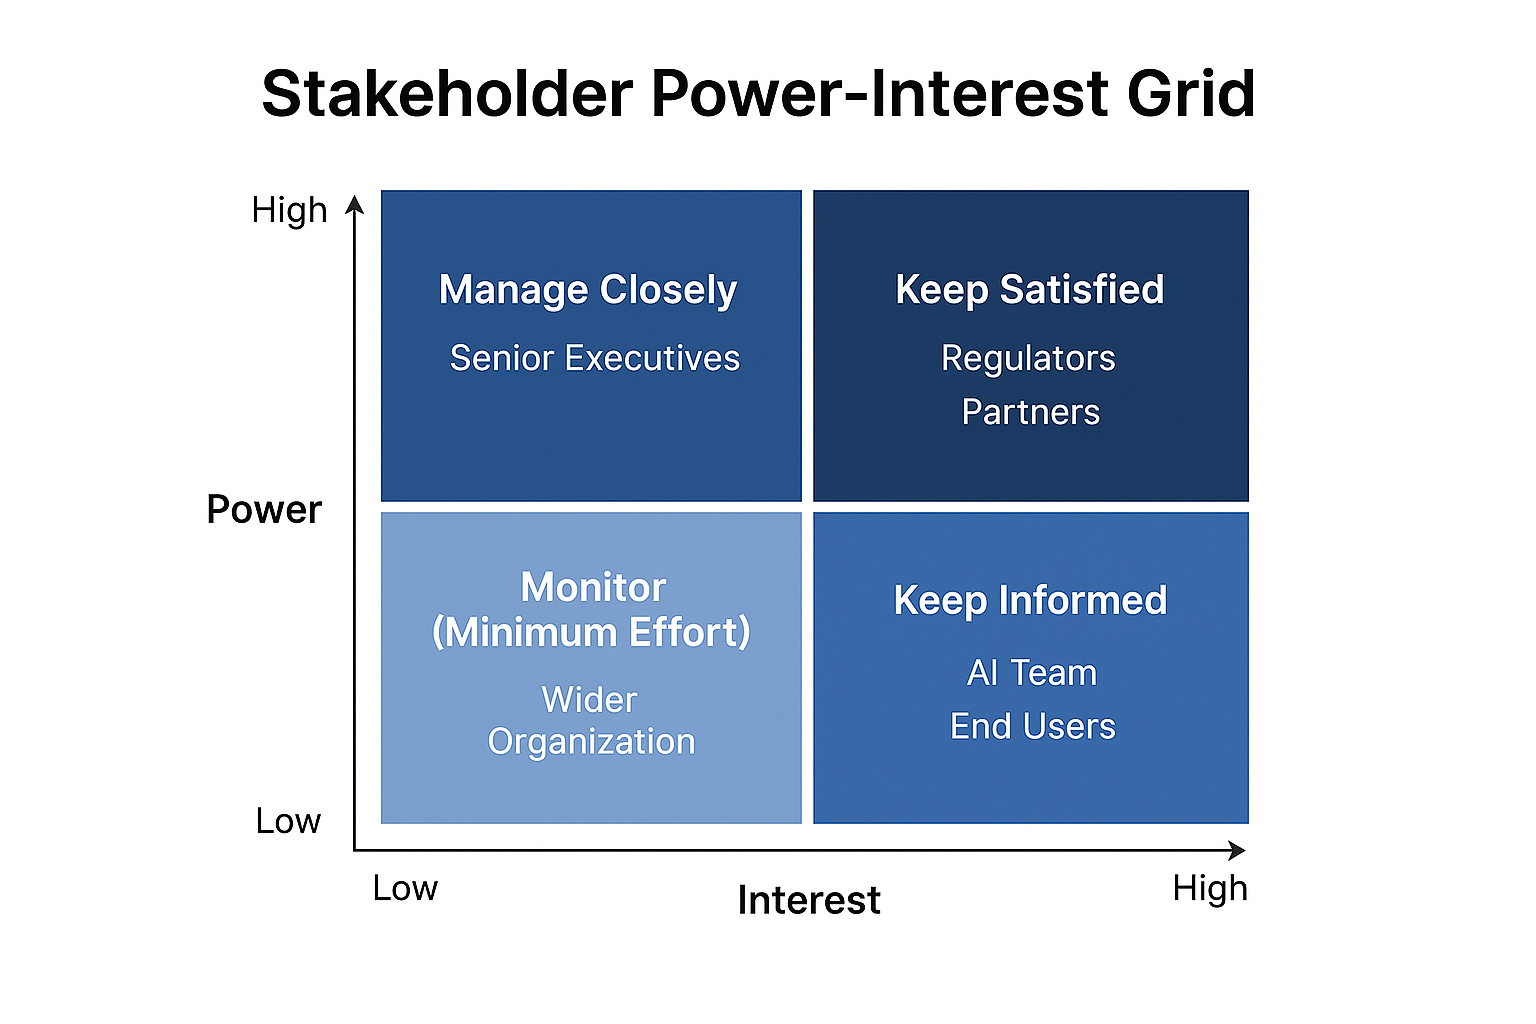 Stakeholder Power-Interest Grid
High
Manage Closely
Senior Executives
Keep Satisfied
Regulators
Partners
Power
Monitor
(Minimum Effort)
Wider
Organization
Keep Informed
AI Team
End Users
Low
Low
Interest
High